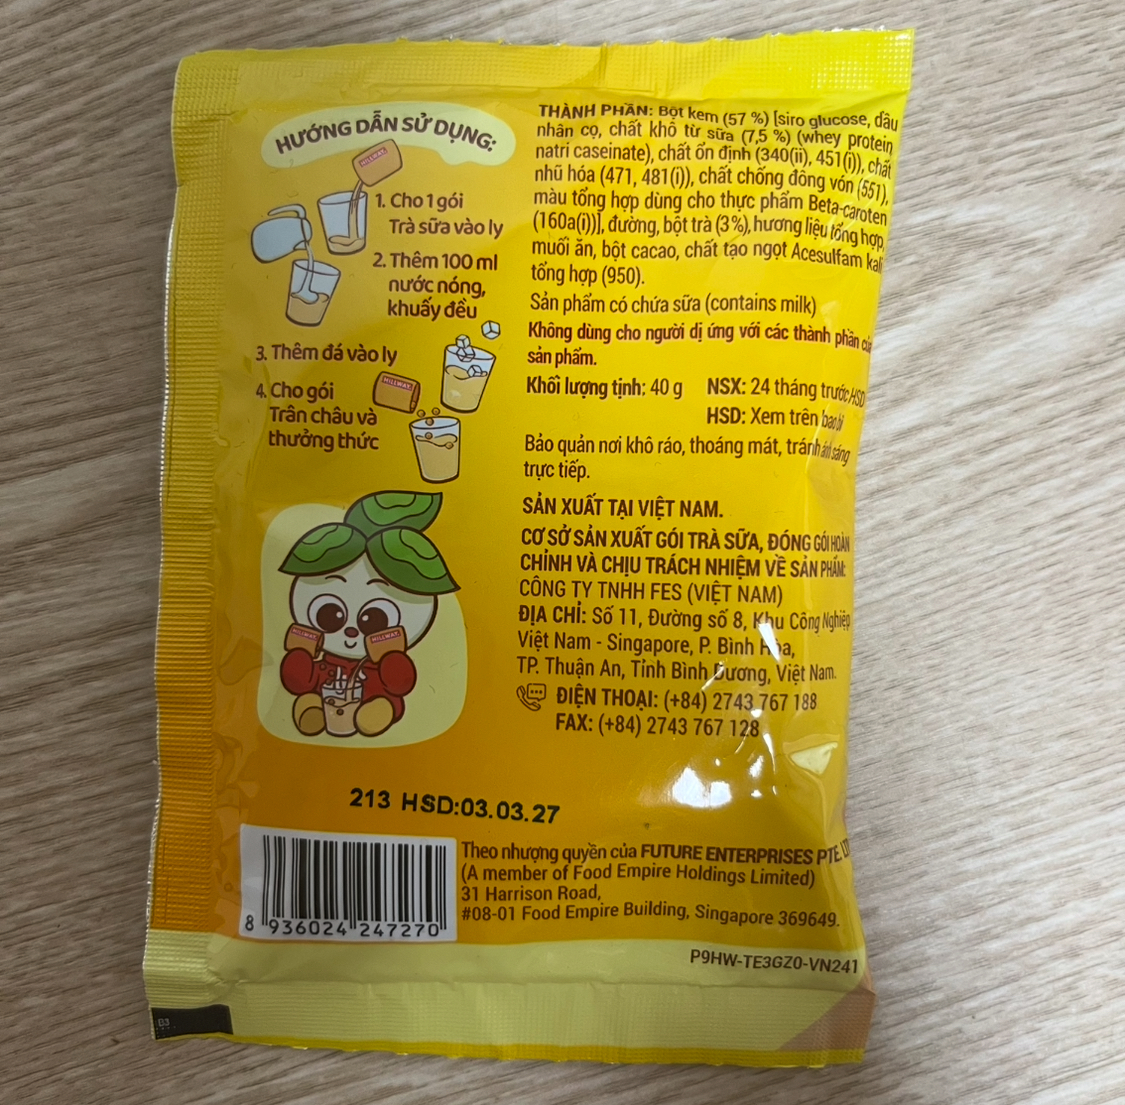 HƯỚNG DẪN SỬ DỤNG:
HILLWAY
1. Cho 1 gói
Trà sữa vào ly
2. Thêm 100 ml
nước nóng,
khuấy đều
3. Thêm đá vào ly
4. Cho gói
Trân châu và
thưởng thức
HILLWAY
HILLWAY
HILLWAY
THÀNH PHẦN: Bột kem (57 %) [siro glucose, dầu
nhân cọ, chất khô từ sữa (7,5 %) (whey protein,
natri caseinate), chất ổn định (340(ii), 451(i)), chất
nhũ hóa (471, 481(i)), chất chống đông vón (551),
màu tổng hợp dùng cho thực phẩm Beta-caroten
(160a(i))], đường, bột trà (3%), hương liệu tổng hợp,
muối ăn, bột cacao, chất tạo ngọt Acesulfam kali
tổng hợp (950).
Sản phẩm có chứa sữa (contains milk)
Không dùng cho người dị ứng với các thành phần của
sản phẩm.
Khối lượng tịnh: 40 g NSX: 24 tháng trước HSD
HSD: Xem trên bao bì
Bảo quản nơi khô ráo, thoáng mát, tránh ánh sáng
trực tiếp.
SẢN XUẤT TẠI VIỆT NAM.
CƠ SỞ SẢN XUẤT GÓI TRÀ SỮA, ĐÓNG GÓI HOÀN
CHỈNH VÀ CHỊU TRÁCH NHIỆM VỀ SẢN PHẨM:
CÔNG TY TNHH FES (VIỆT NAM)
ĐỊA CHỈ: Số 11, Đường số 8, Khu Công Nghiệp
Việt Nam - Singapore, P. Bình Hòa,
TP. Thuận An, Tỉnh Bình Dương, Việt Nam.
ĐIỆN THOẠI: (+84) 2743 767 188
FAX: (+84) 2743 767 128
213 HSD:03.03.27
8 936024 247270
Theo nhượng quyền của FUTURE ENTERPRISES PTE. LTD
(A member of Food Empire Holdings Limited)
31 Harrison Road,
#08-01 Food Empire Building, Singapore 369649.
P9HW-TE3GZ0-VN241